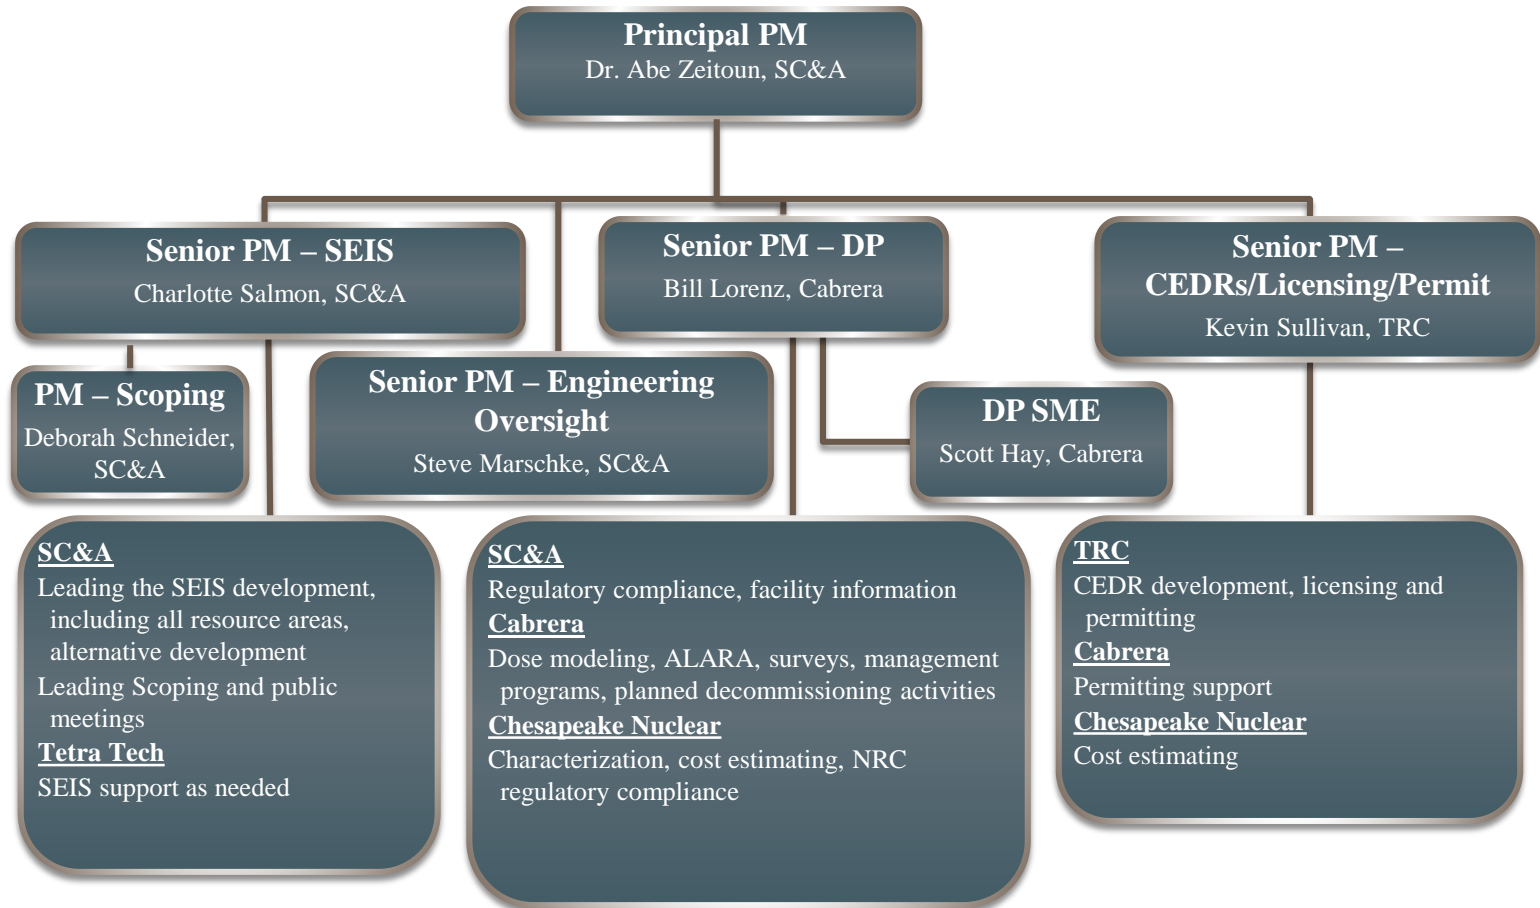 Principal PM
Dr. Abe Zeitoun, SC&A
Senior PM – SEIS
Charlotte Salmon, SC&A
Senior PM – DP
Bill Lorenz, Cabrera
Senior PM –
CEDRs/Licensing/Permit
Kevin Sullivan, TRC
PM – Scoping
Deborah Schneider,
SC&A
Senior PM – Engineering
Oversight
Steve Marschke, SC&A
DP SME
Scott Hay, Cabrera
SC&A
Leading the SEIS development,
including all resource areas,
alternative development
Leading Scoping and public
meetings
Tetra Tech
SEIS support as needed
SC&A
Regulatory compliance, facility information
Cabrera
Dose modeling, ALARA, surveys, management
programs, planned decommissioning activities
Chesapeake Nuclear
Characterization, cost estimating, NRC
regulatory compliance
TRC
CEDR development, licensing and
permitting
Cabrera
Permitting support
Chesapeake Nuclear
Cost estimating